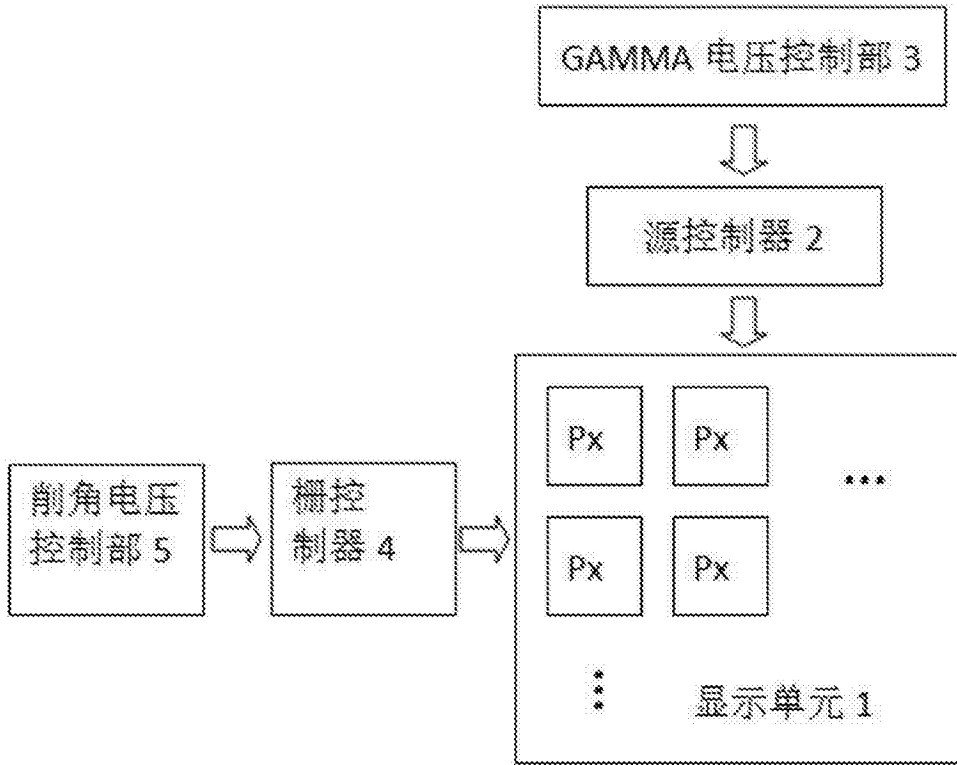 GAMMA 电压控制部 3
源控制器 2
Px Px
...
削角电压
控制部 5
栅控
制器 4
Px Px
⋮
显示单元 1